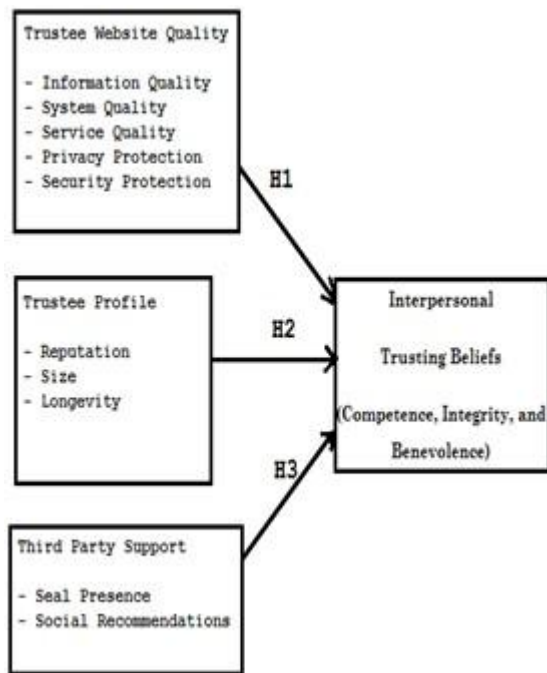 Trustee Website Quality
- Information Quality
- System Quality
- Service Quality
- Privacy Protection
- Security Protection
H1
Trustee Profile
- Reputation
- Size
- Longevity
H2
Interpersonal
Trusting Beliefs
(Competence, Integrity, and
Benevolence)
H3
Third Party Support
- Seal Presence
- Social Recommendations